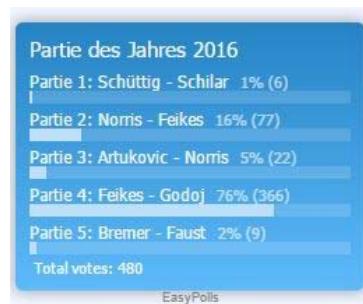 Partie des Jahres 2016
Partie 1: Schüttig - Schilar 1% (6)
Partie 2: Norris - Feikes 16% (77)
Partie 3: Artukovic - Norris 5% (22)
Partie 4: Feikes - Godoj 76% (366)
Partie 5: Bremer - Faust 2% (9)
Total votes: 480
EasyPolls